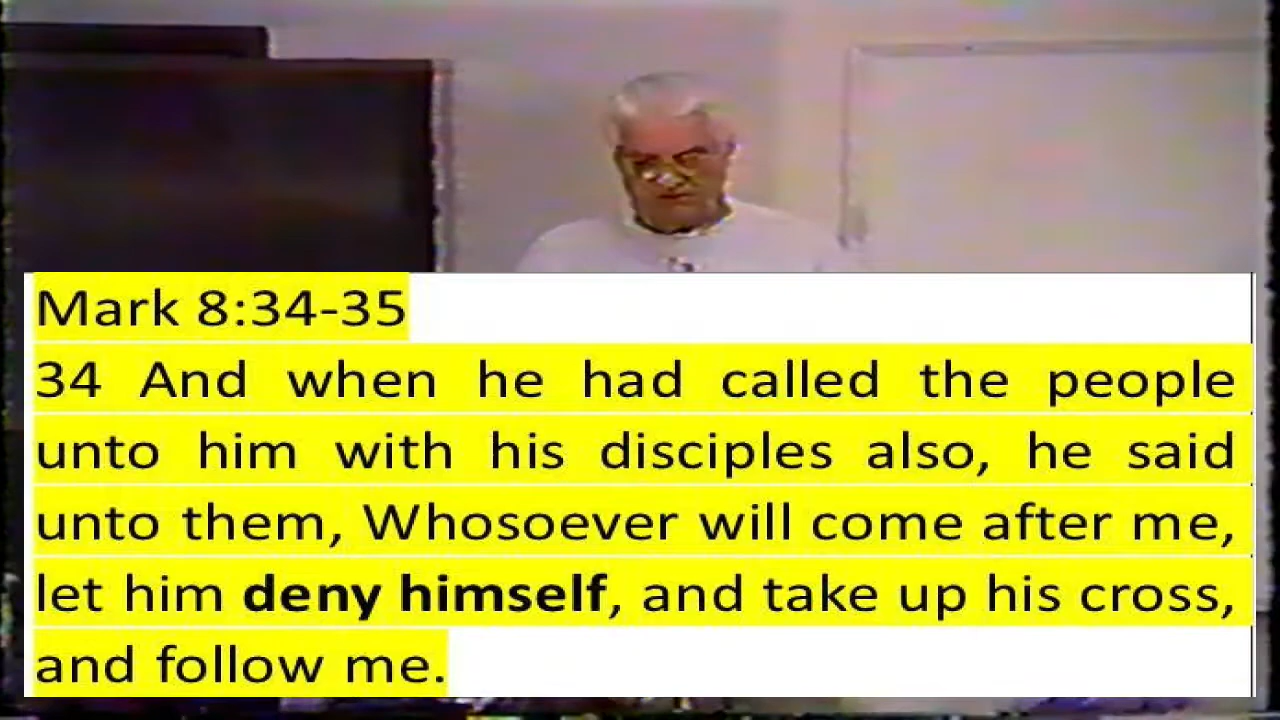 Mark 8:34-35
34 And when he had called the people
unto him with his disciples also, he said
unto them, Whosoever will come after me,
let him deny himself, and take up his cross,
and follow me.